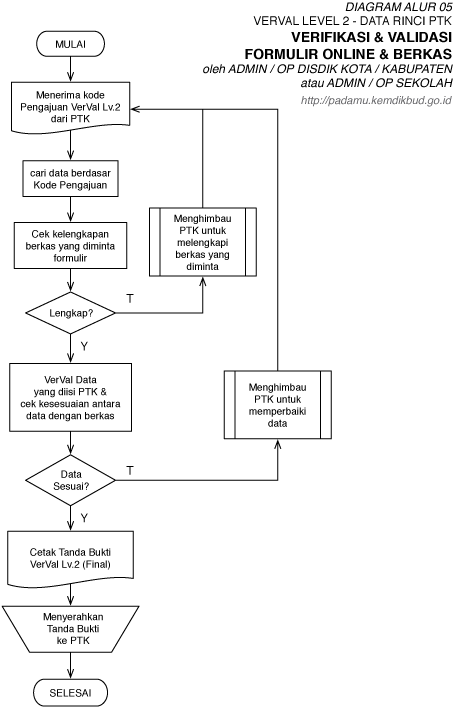 DIAGRAM ALUR 05
VERVAL LEVEL 2 - DATA RINCI PTK
VERIFIKASI & VALIDASI
FORMULIR ONLINE & BERKAS
oleh ADMIN / OP DISDIK KOTA / KABUPATEN
atau ADMIN / OP SEKOLAH
http://padamu.kemdikbud.go.id
MULAI
Menerima kode
Pengajuan VerVal Lv.2
dari PTK
cari data berdasar
Kode Pengajuan
Cek kelengkapan
berkas yang diminta
formulir
Menghimbau
PTK untuk
melengkapi
berkas yang
diminta
Lengkap?
T
Y
VerVal Data
yang diisi PTK &
cek kesesuaian antara
data dengan berkas
Menghimbau
PTK untuk
memperbaiki
data
Data
Sesuai?
T
Y
Cetak Tanda Bukti
VerVal Lv.2 (Final)
Menyerahkan
Tanda Bukti
ke PTK
SELESAI